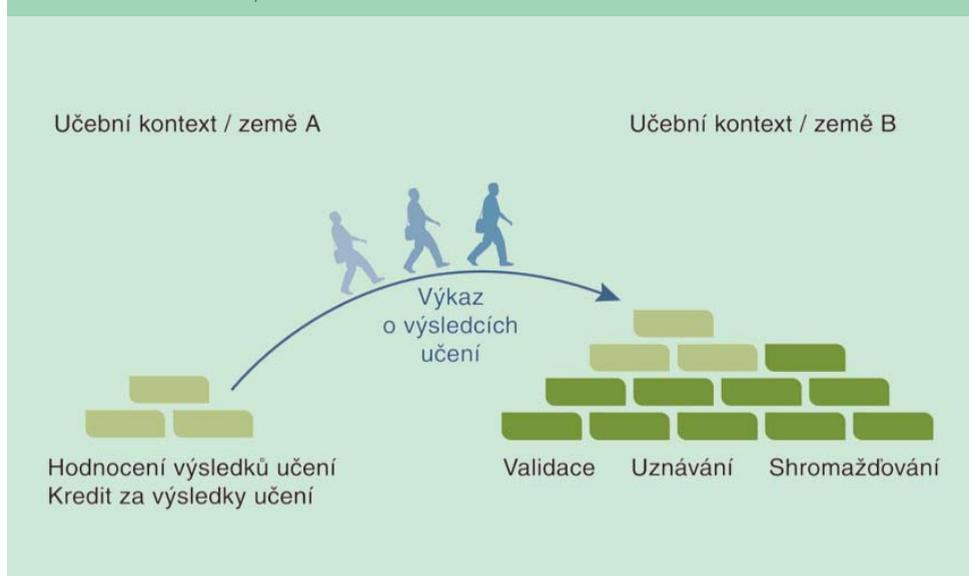 Učební kontext / země A
Učební kontext / země B
Výkaz
o výsledcích
učení
Hodnocení výsledků učení
Kredit za výsledky učení
Validace
Uznávání
Shromažďování